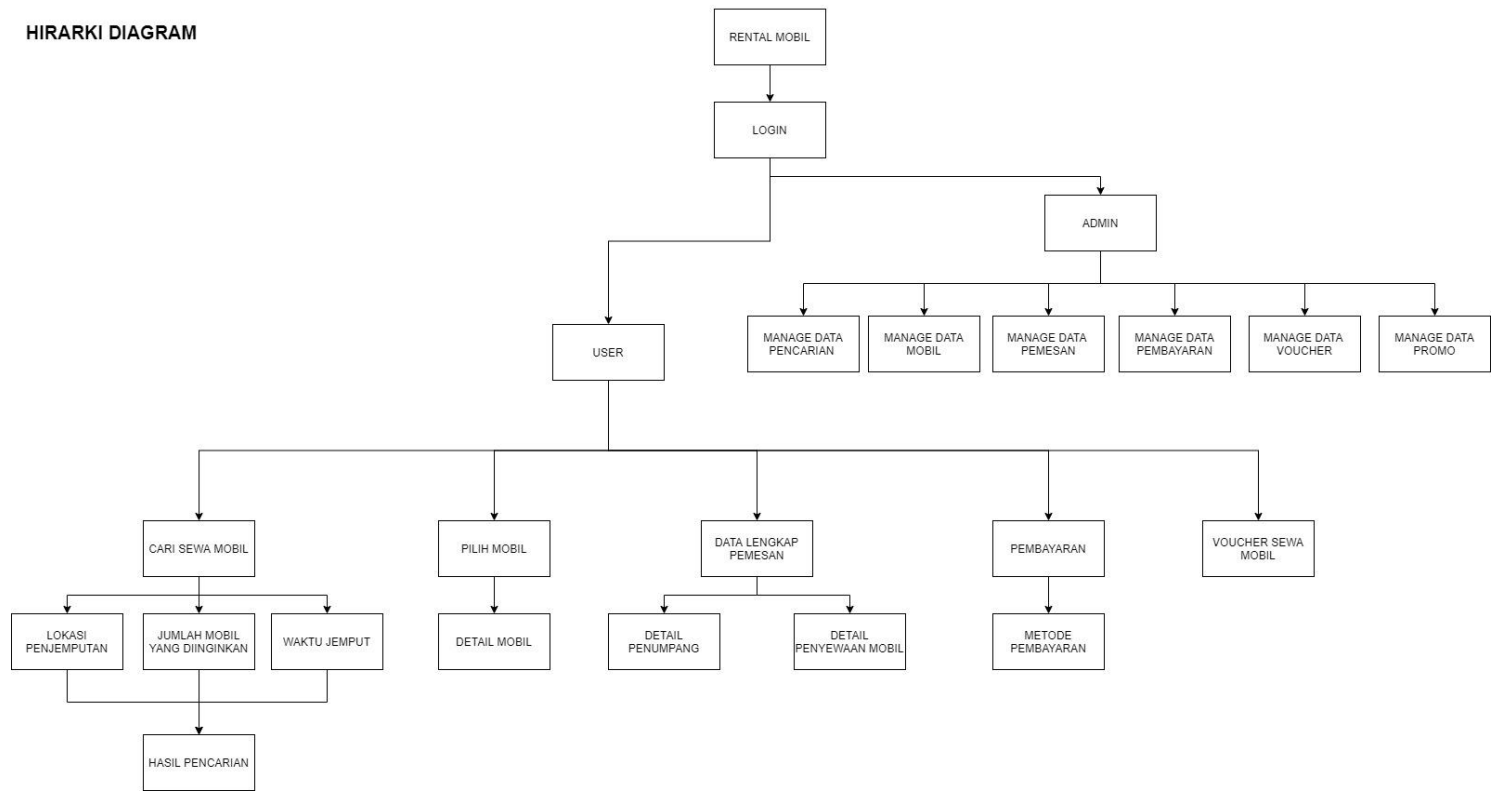 HIRARKI DIAGRAM
RENTAL MOBIL
LOGIN
ADMIN
MANAGE DATA
PENCARIAN
MANAGE DATA
MOBIL
MANAGE DATA
PEMESAN
MANAGE DATA
PEMBAYARAN
MANAGE DATA
VOUCHER
MANAGE DATA
PROMO
USER
CARI SEWA MOBIL
PILIH MOBIL
DATA LENGKAP
PEMESAN
PEMBAYARAN
VOUCHER SEWA
MOBIL
LOKASI
PENJEMPUTAN
JUMLAH MOBIL
YANG DIINGINKAN
WAKTU JEMPUT
DETAIL MOBIL
DETAIL
PENUMPANG
DETAIL
PENYEWAAN MOBIL
METODE
PEMBAYARAN
HASIL PENCARIAN